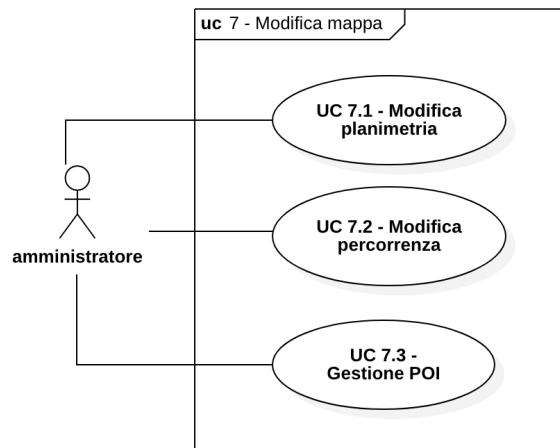 uc 7 - Modifica mappa
UC 7.1 - Modifica
planimetria
UC 7.2 - Modifica
percorrenza
amministratore
UC 7.3 -
Gestione POI